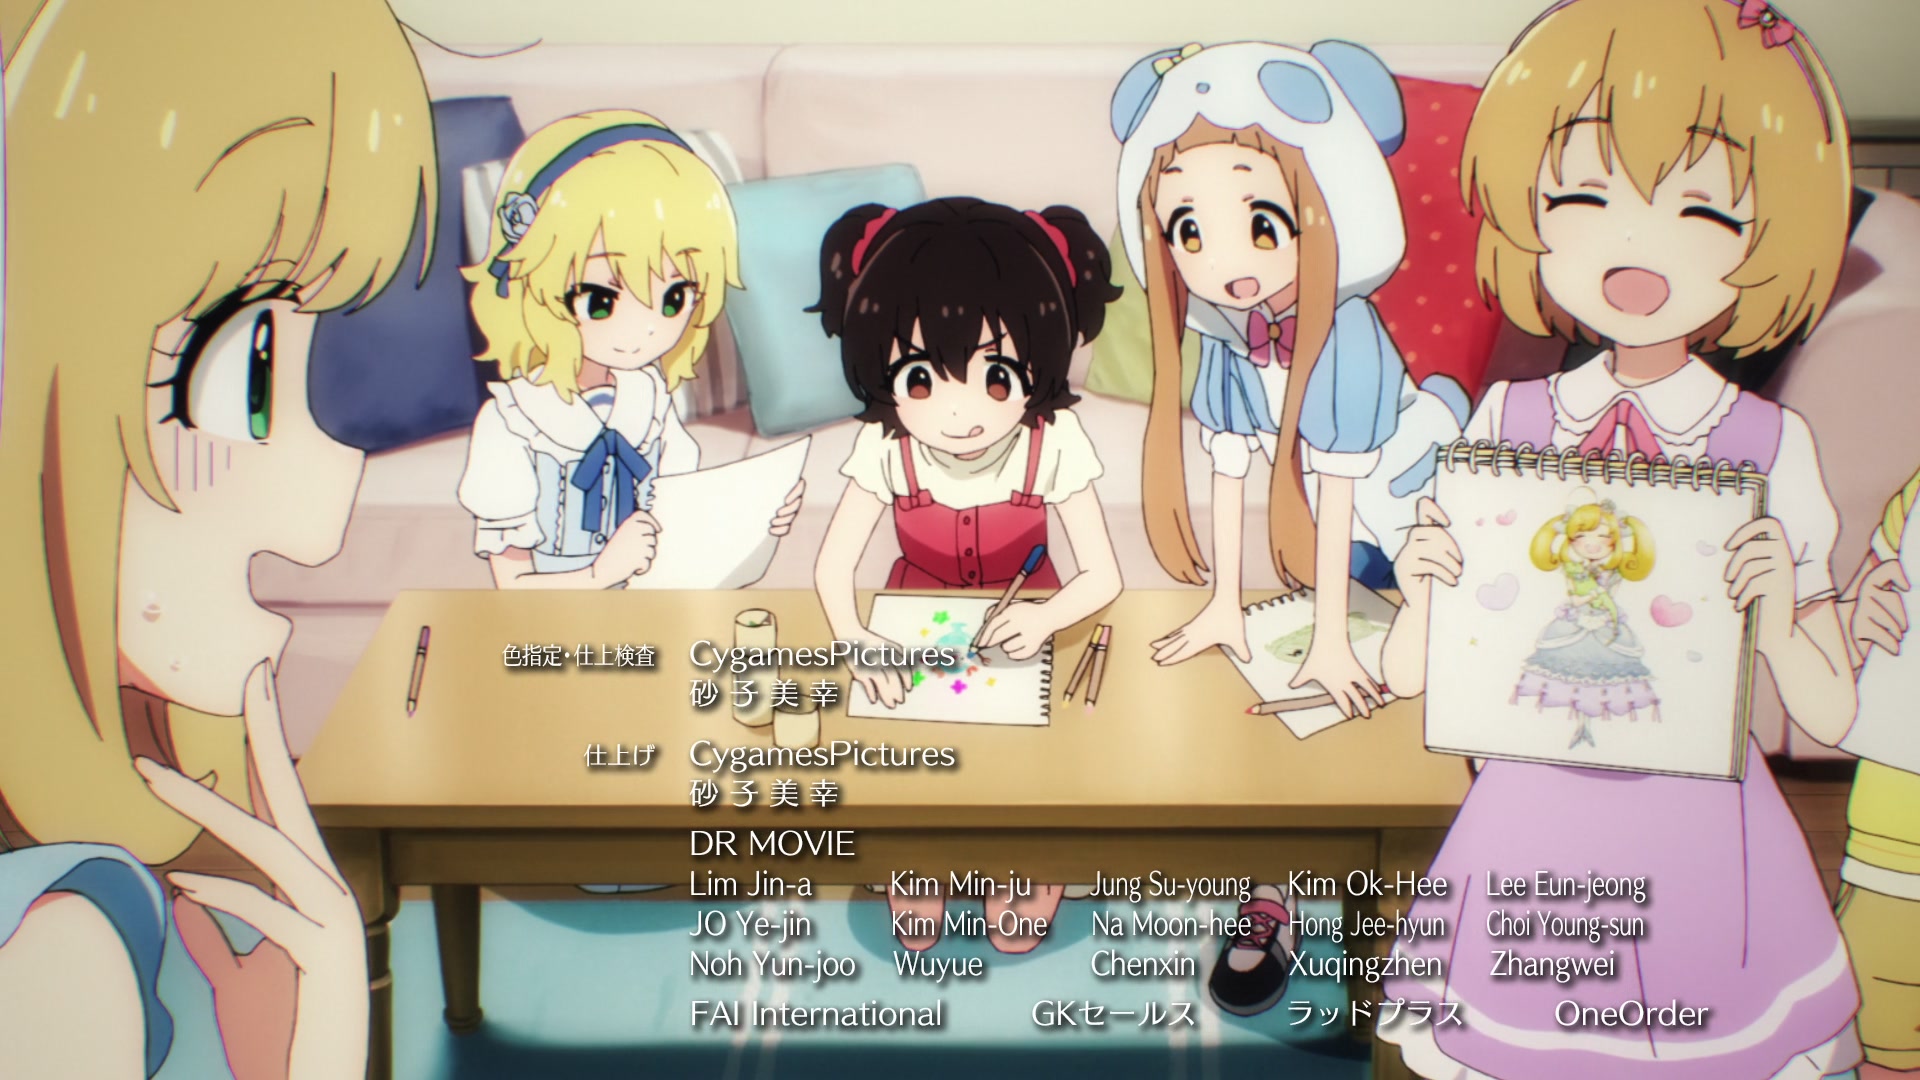 色指定・仕上検査 CygamesPictures
砂子美幸
仕上げ CygamesPictures
砂子美幸
DR MOVIE
Lim Jin-a Kim Min-ju Jung Su-young Kim Ok-Hee Lee Eun-jeong
JO Ye-jin Kim Min-One Na Moon-hee Hong Jee-hyun Choi Young-sun
Noh Yun-joo Wuyue Chenxin Xuqingzhen Zhangwei
FAI International GKセールス ラッドプラス OneOrder